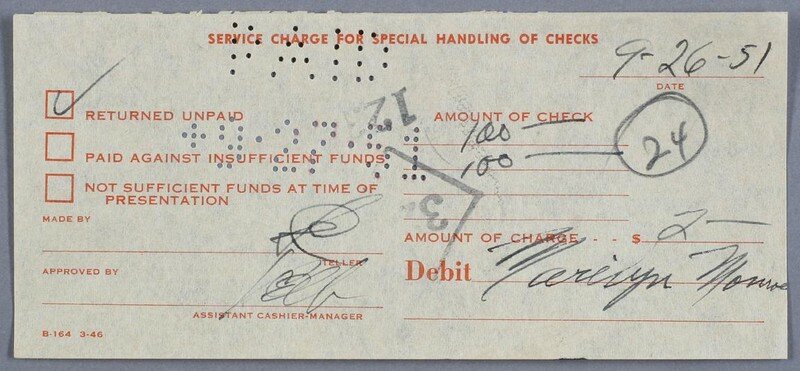 SERVICE CHARGE FOR SPECIAL HANDLING OF CHECKS
9-26-51
DATE
RETURNED UNPAID
AMOUNT OF CHECK
100 —
24
PAID AGAINST INSUFFICIENT FUNDS
100 —
NOT SUFFICIENT FUNDS AT TIME OF
PRESENTATION
MADE BY
TELLER
AMOUNT OF CHARGE - - $ 2 —
APPROVED BY
Debit Marilyn Monroe
ASSISTANT CASHIER-MANAGER
B-164 3-46